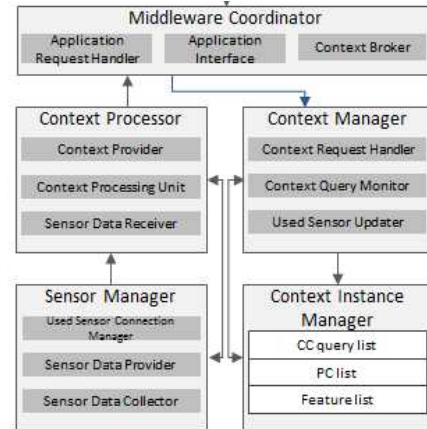 Middleware Coordinator
Application
Request Handler
Application
Interface
Context Broker
Context Processor
Context Provider
Context Processing Unit
Sensor Data Receiver
Context Manager
Context Request Handler
Context Query Monitor
Used Sensor Updater
Sensor Manager
Used Sensor Connection
Manager
Sensor Data Provider
Sensor Data Collector
Context Instance
Manager
CC query list
PC list
Feature list